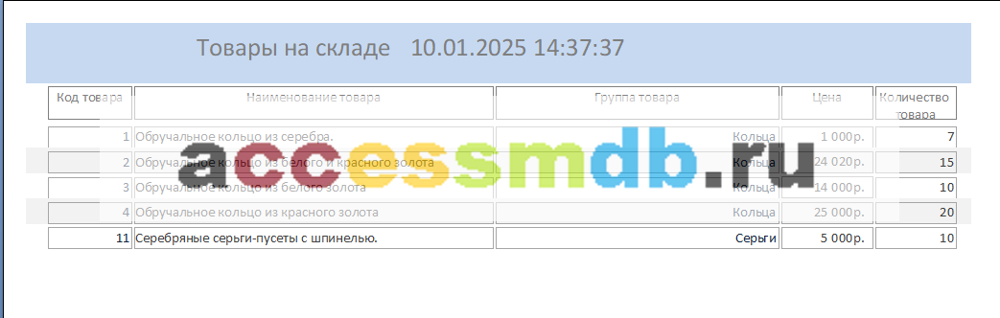 Товары на складе 10.01.2025 14:37:37
Код товара Наименование товара Группа товара Цена Количество товара
1 Обручальное кольцо из серебра. Кольца 1 000р. 7
2 Обручальное кольцо из белого и красного золота Кольца 24 020р. 15
accessmdb.ru
3 Обручальное кольцо из белого золота Кольца 14 000р. 10
4 Обручальное кольцо из красного золота Кольца 25 000р. 20
11 Серебряные серьги-пусеты с шпинелью. Серьги 5 000р. 10